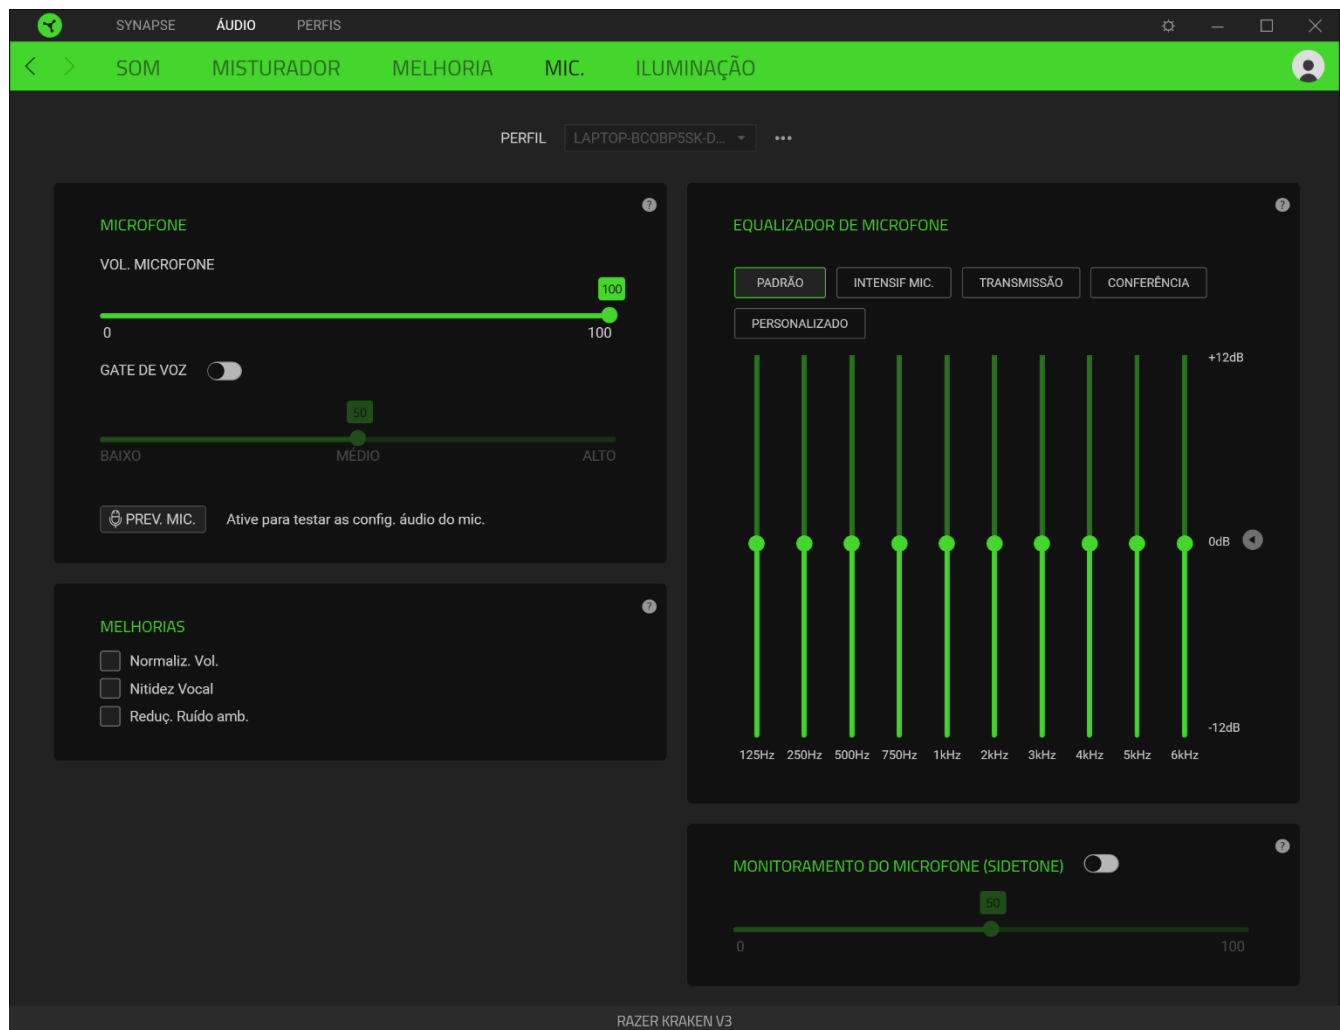 SYNAPSE ÁUDIO PERFIS
SOM MISTURADOR MELHORIA MIC. ILUMINAÇÃO
PERFIL LAPTOP-BCOBP5SK-D...
MICROFONE
VOL. MICROFONE
100
0 100
GATE DE VOZ
50
BAIXO MÉDIO ALTO
PREV. MIC. Ative para testar as config. áudio do mic.
MELHORIAS
Normaliz. Vol.
Nitidez Vocal
Reduç. Ruído amb.
EQUALIZADOR DE MICROFONE
PADRÃO INTENSIF MIC. TRANSMISSÃO CONFERÊNCIA
PERSONALIZADO
+12dB
0dB
-12dB
125Hz 250Hz 500Hz 750Hz 1kHz 2kHz 3kHz 4kHz 5kHz 6kHz
MONITORAMENTO DO MICROFONE (SIDETONE)
50
0 100
RAZER KRAKEN V3